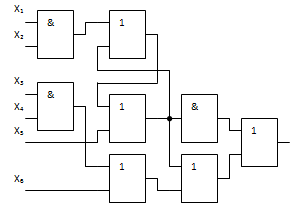 X₁
& 1
X₂
X₃
&
X₄ 1 &
X₅ 1
1 1
X₆